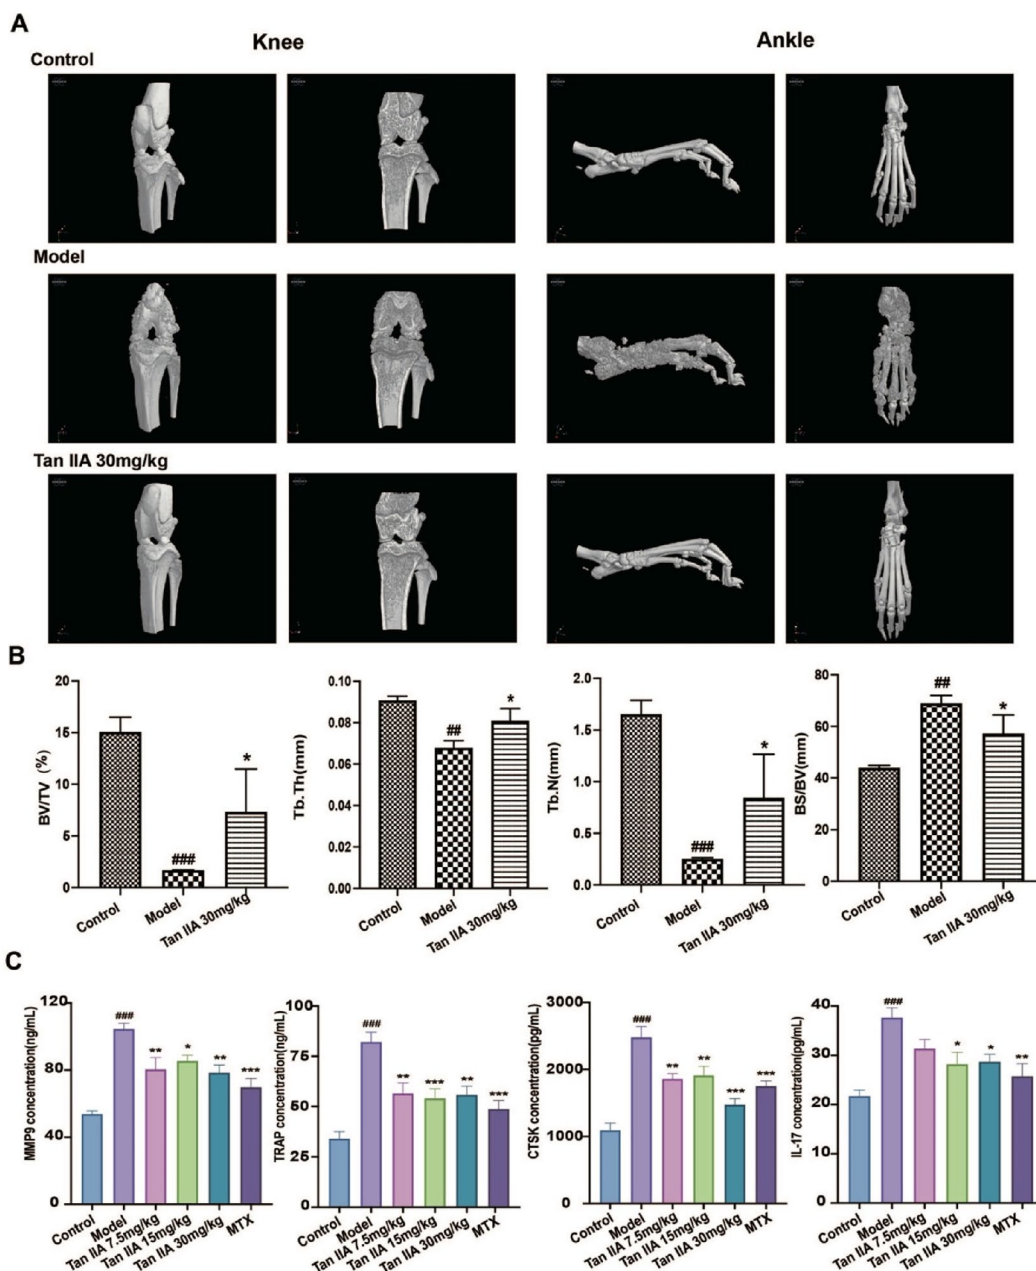 A
Knee
Ankle
Control
Model
Tan IIA 30mg/kg
B
BV/TV (%)
20
15
10
5
0
###
*
Control
Model
Tan IIA 30mg/kg
Tb.Th(mm)
0.10
0.08
0.06
0.04
0.02
0.00
##
*
Control
Model
Tan IIA 30mg/kg
Tb.N(mm)
2.0
1.5
1.0
0.5
0.0
###
*
Control
Model
Tan IIA 30mg/kg
BS/BV(mm)
80
60
40
20
0
##
*
Control
Model
Tan IIA 30mg/kg
C
MMP9 concentration(ng/mL)
120
80
40
0
###
**
*
**
***
Control
Model
Tan IIA 7.5mg/kg
Tan IIA 15mg/kg
Tan IIA 30mg/kg
MTX
TRAP concentration(ng/mL)
100
75
50
25
0
###
**
***
**
***
Control
Model
Tan IIA 7.5mg/kg
Tan IIA 15mg/kg
Tan IIA 30mg/kg
MTX
CTSK concentration(pg/mL)
3000
2000
1000
0
###
**
**
***
***
Control
Model
Tan IIA 7.5mg/kg
Tan IIA 15mg/kg
Tan IIA 30mg/kg
MTX
IL-17 concentration(pg/mL)
40
30
20
10
0
###
*
*
**
Control
Model
Tan IIA 7.5mg/kg
Tan IIA 15mg/kg
Tan IIA 30mg/kg
MTX